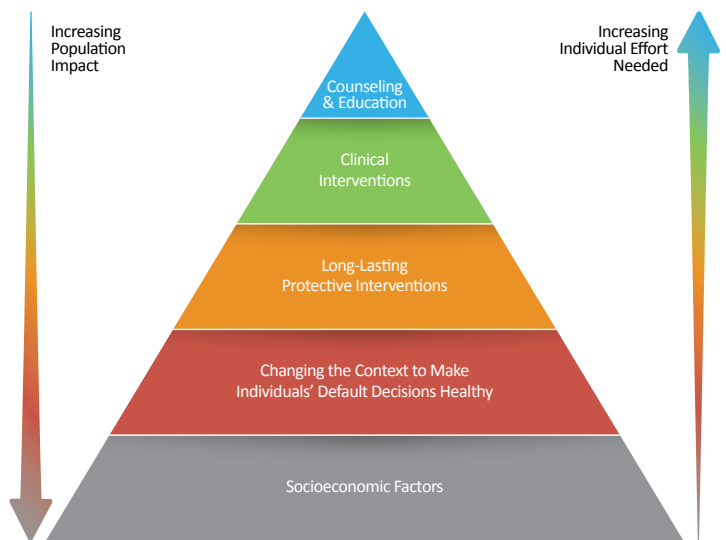 Increasing
Population
Impact
Increasing
Individual Effort
Needed
Counseling
& Education
Clinical
Interventions
Long-Lasting
Protective Interventions
Changing the Context to Make
Individuals’ Default Decisions Healthy
Socioeconomic Factors